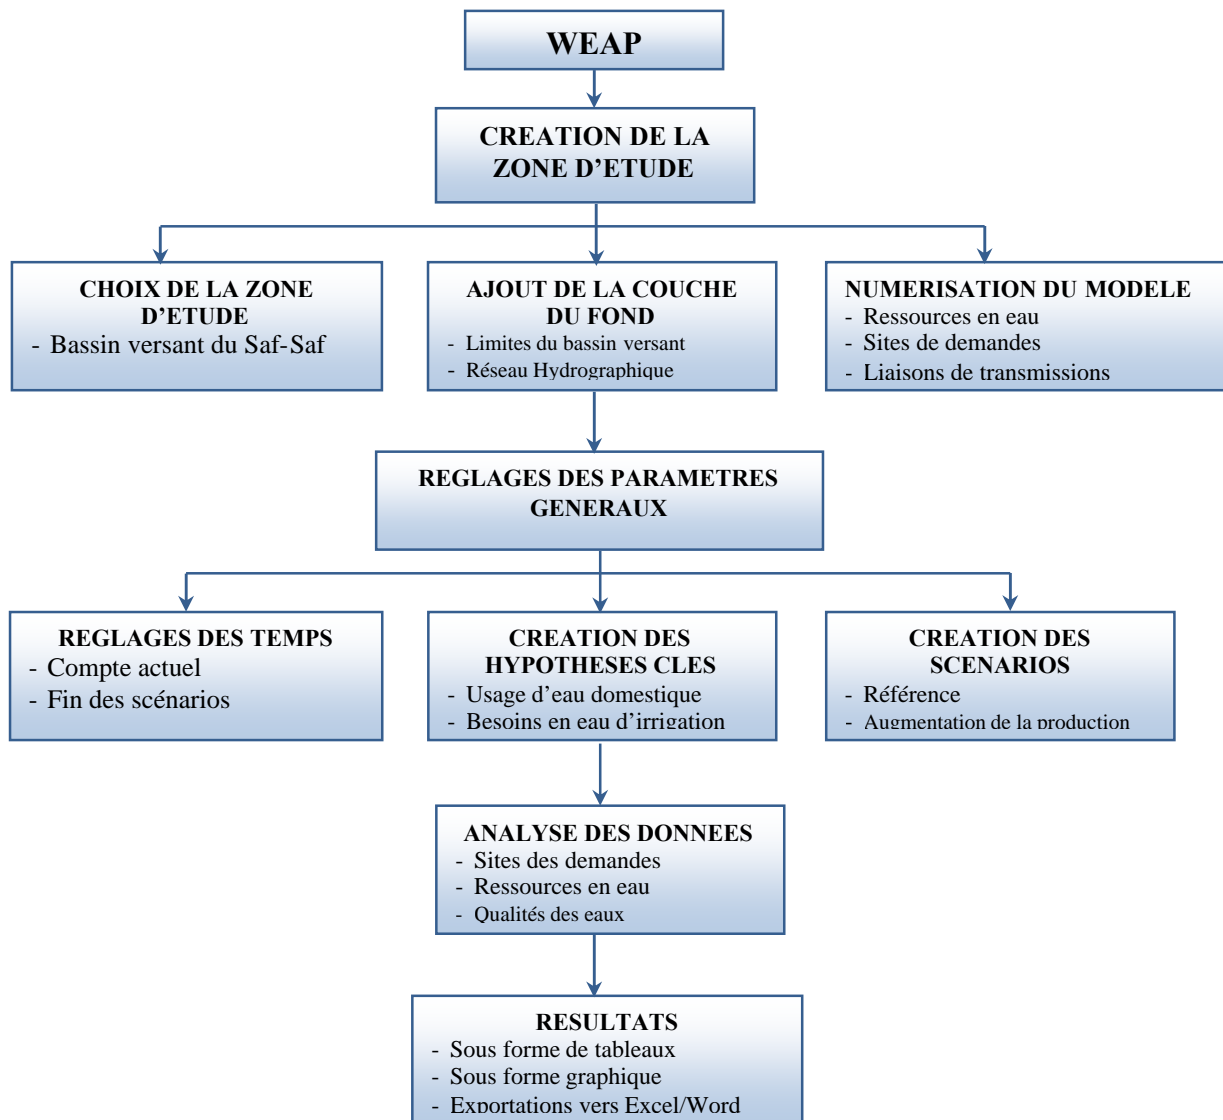 WEAP
CREATION DE LA
ZONE D’ETUDE
CHOIX DE LA ZONE
D’ETUDE
- Bassin versant du Saf-Saf
AJOUT DE LA COUCHE
DU FOND
- Limites du bassin versant
- Réseau Hydrographique
NUMERISATION DU MODELE
- Ressources en eau
- Sites de demandes
- Liaisons de transmissions
REGLAGES DES PARAMETRES
GENERAUX
REGLAGES DES TEMPS
- Compte actuel
- Fin des scénarios
CREATION DES
HYPOTHESES CLES
- Usage d’eau domestique
- Besoins en eau d’irrigation
CREATION DES
SCENARIOS
- Référence
- Augmentation de la production
ANALYSE DES DONNEES
- Sites des demandes
- Ressources en eau
- Qualités des eaux
RESULTATS
- Sous forme de tableaux
- Sous forme graphique
- Exportations vers Excel/Word